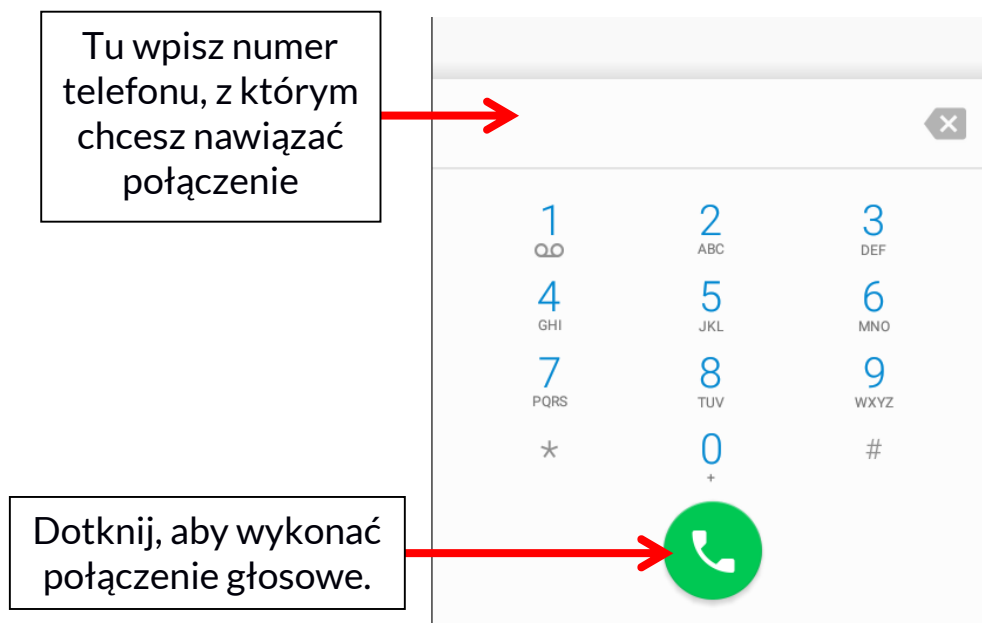 Tu wpisz numer
telefonu, z którym
chcesz nawiązać
połączenie
1 2 3
ABC DEF
4 5 6
GHI JKL MNO
7 8 9
PQRS TUV WXYZ
* 0 #
+
Dotknij, aby wykonać
połączenie głosowe.